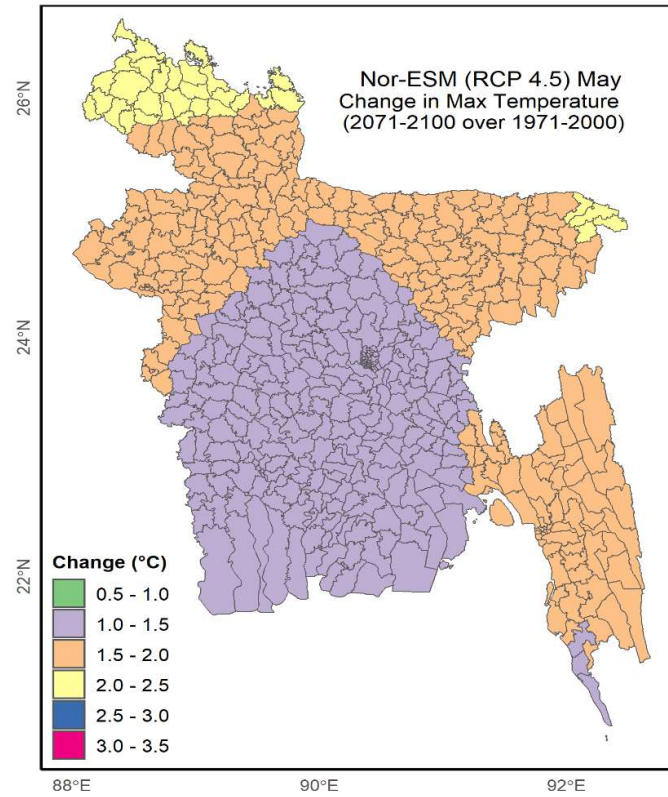 Nor-ESM (RCP 4.5) May
Change in Max Temperature
(2071-2100 over 1971-2000)
26°N
24°N
22°N
Change (°C)
0.5 - 1.0
1.0 - 1.5
1.5 - 2.0
2.0 - 2.5
2.5 - 3.0
3.0 - 3.5
88°E
90°E
92°E